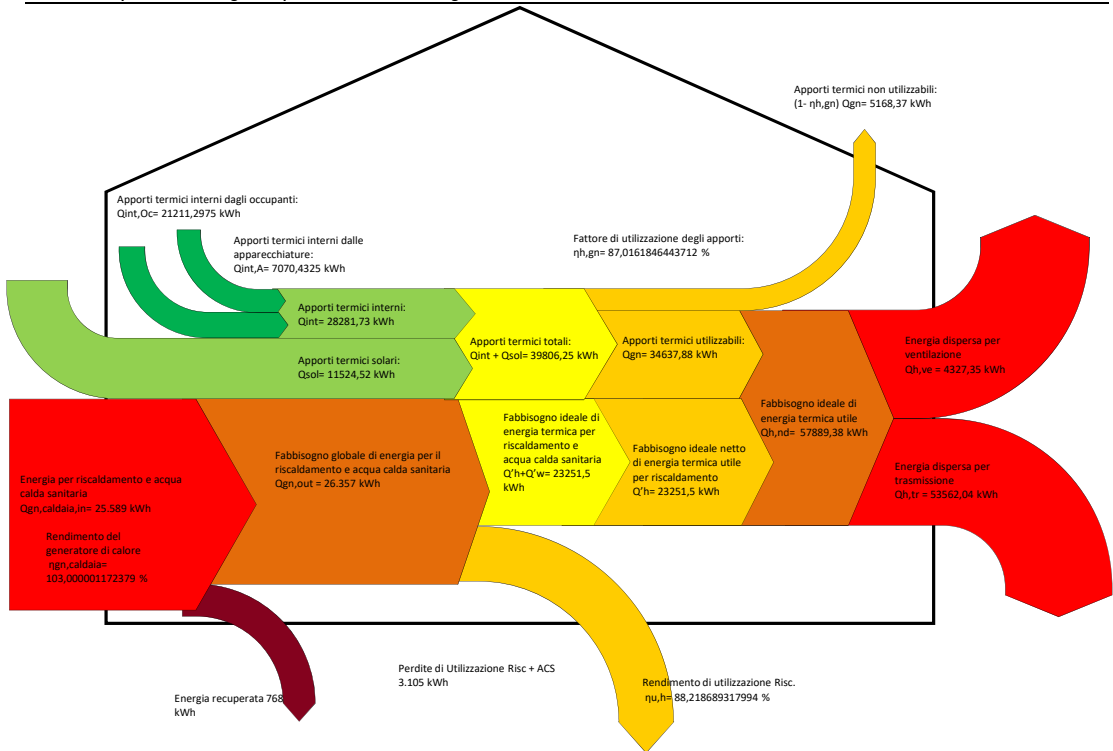 Apporti termici non utilizzabili:
(1- ηh,gn) Qgn= 5168,37 kWh
Apporti termici interni dagli occupanti:
Qint,Oc= 21211,2975 kWh
Apporti termici interni dalle
apparecchiature:
Qint,A= 7070,4325 kWh
Fattore di utilizzazione degli apporti:
ηh,gn= 87,0161846443712 %
Apporti termici interni:
Qint= 28281,73 kWh
Apporti termici solari:
Qsol= 11524,52 kWh
Apporti termici totali:
Qint + Qsol= 39806,25 kWh
Apporti termici utilizzabili:
Qgn= 34637,88 kWh
Energia dispersa per
ventilazione
Qh,ve = 4327,35 kWh
Fabbisogno ideale di
energia termica utile
Qh,nd= 57889,38 kWh
Fabbisogno ideale di
energia termica per
riscaldamento e
acqua calda sanitaria
Q'h+Q'w= 23251,5
kWh
Fabbisogno ideale netto
di energia termica utile
per riscaldamento
Q'h= 23251,5 kWh
Fabbisogno globale di energia per il
riscaldamento e acqua calda sanitaria
Qgn,out = 26.357 kWh
Energia dispersa per
trasmissione
Qh,tr = 53562,04 kWh
Energia per riscaldamento e acqua
calda sanitaria
Qgn,caldaia,in= 25.589 kWh
Rendimento del
generatore di calore
ηgn,caldaia=
103,000001172379 %
Perdite di Utilizzazione Risc + ACS
3.105 kWh
Rendimento di utilizzazione Risc.
ηu,h= 88,218689317994 %
Energia recuperata 768
kWh